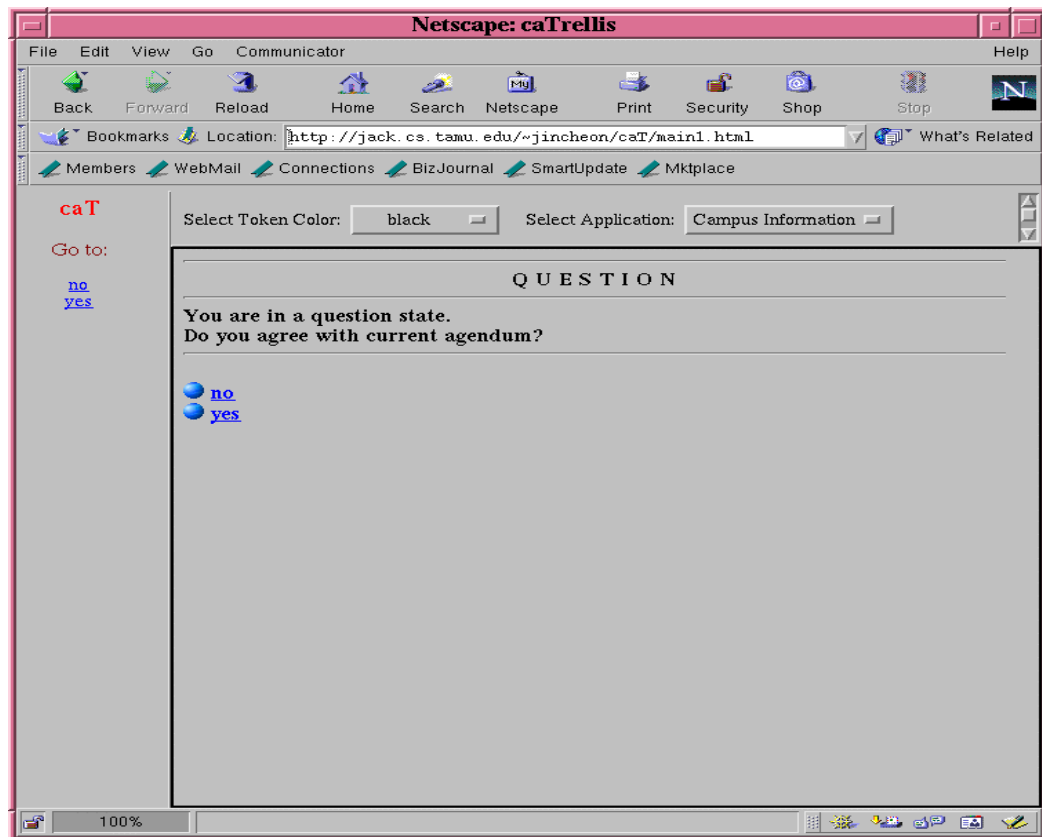 Netscape: caTrellis
File Edit View Go Communicator Help
Back Forward Reload Home Search Netscape Print Security Shop Stop
My
N
Bookmarks Location: http://jack.cs.tamu.edu/~jincheon/caT/main1.html What's Related
Members WebMail Connections BizJournal SmartUpdate Mktplace
caT
Go to:
no
yes
Select Token Color: black Select Application: Campus Information
QUESTION
You are in a question state.
Do you agree with current agendum?
no
yes
100%